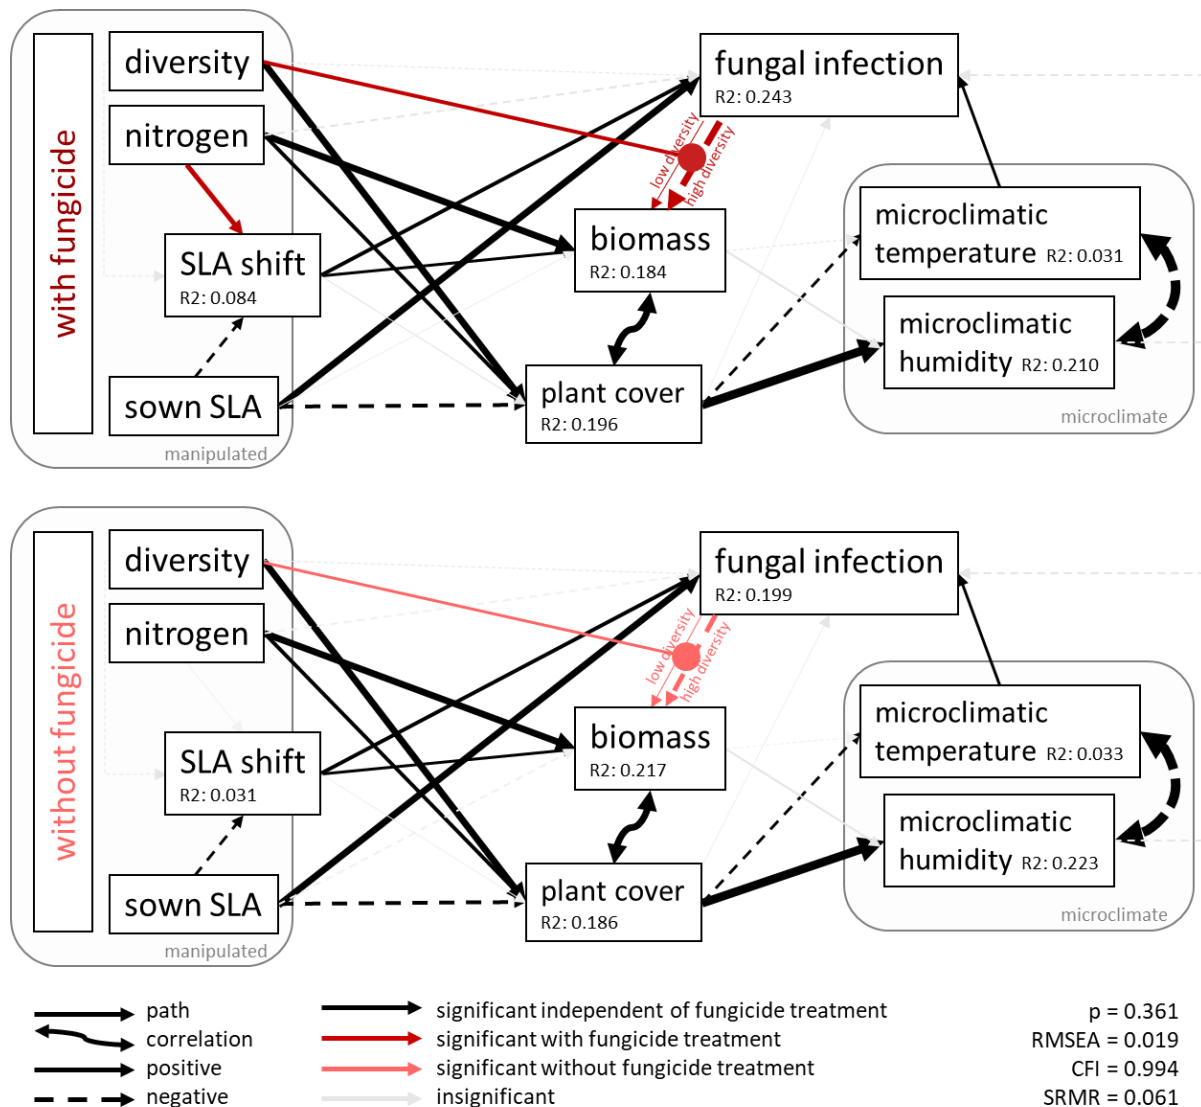 with fungicide
diversity
nitrogen
SLA shift
R2: 0.084
sown SLA
manipulated
fungal infection
R2: 0.243
low diversity
high diversity
biomass
R2: 0.184
plant cover
R2: 0.196
microclimatic
temperature R2: 0.031
microclimatic
humidity R2: 0.210
microclimate
without fungicide
diversity
nitrogen
SLA shift
R2: 0.031
sown SLA
manipulated
fungal infection
R2: 0.199
low diversity
high diversity
biomass
R2: 0.217
plant cover
R2: 0.186
microclimatic
temperature R2: 0.033
microclimatic
humidity R2: 0.223
microclimate
path
correlation
positive
negative
significant independent of fungicide treatment
significant with fungicide treatment
significant without fungicide treatment
insignificant
p = 0.361
RMSEA = 0.019
CFI = 0.994
SRMR = 0.061